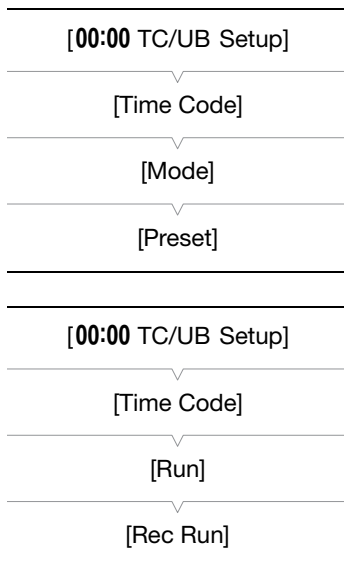 [00:00 TC/UB Setup]
[Time Code]
[Mode]
[Preset]
[00:00 TC/UB Setup]
[Time Code]
[Run]
[Rec Run]